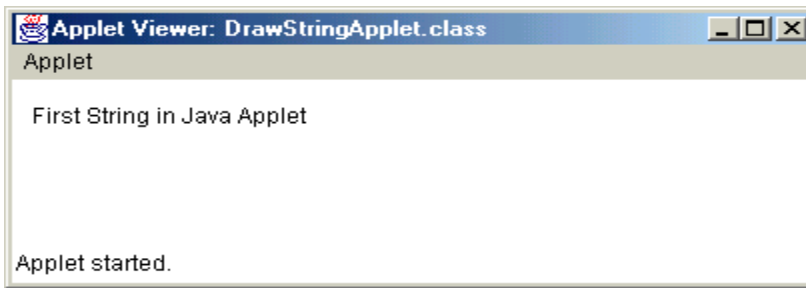 Applet Viewer: DrawStringApplet.class
Applet
First String in Java Applet
Applet started.